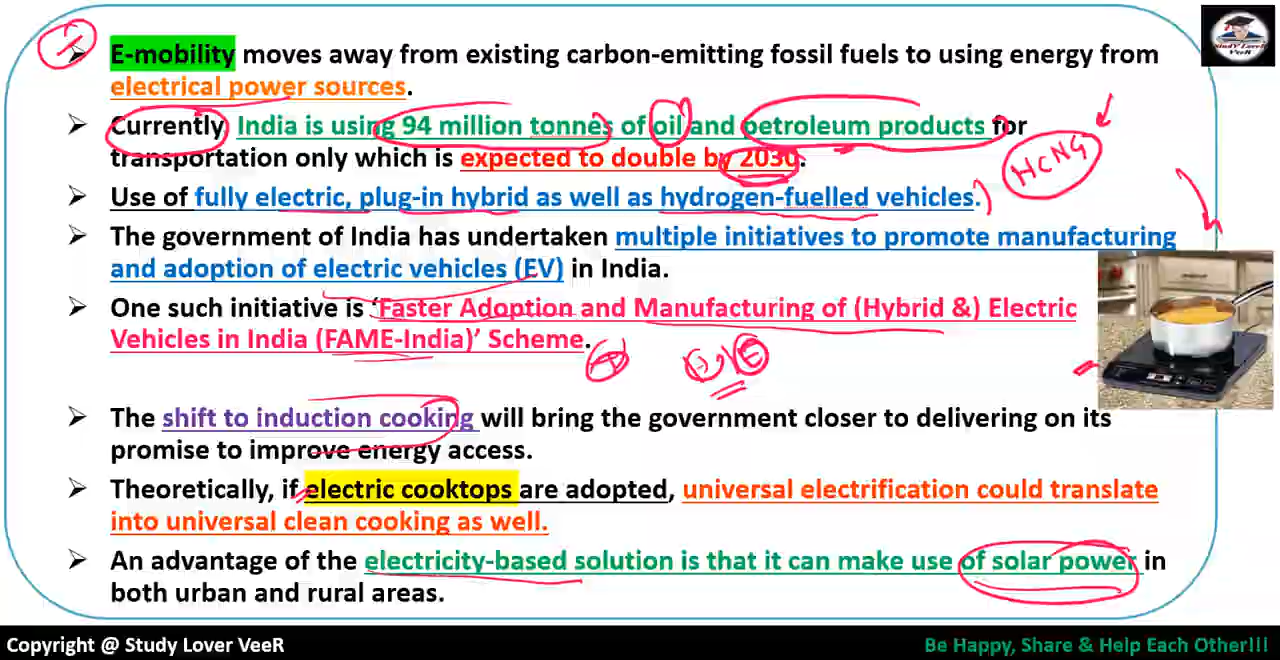 E-mobility moves away from existing carbon-emitting fossil fuels to using energy from
electrical power sources.
Currently India is using 94 million tonnes of oil and petroleum products for
transportation only which is expected to double by 2030.
HCNG
Use of fully electric, plug-in hybrid as well as hydrogen-fuelled vehicles.
The government of India has undertaken multiple initiatives to promote manufacturing
and adoption of electric vehicles (EV) in India.
One such initiative is ‘Faster Adoption and Manufacturing of (Hybrid &) Electric
Vehicles in India (FAME-India)’ Scheme.
The shift to induction cooking will bring the government closer to delivering on its
promise to improve energy access.
Theoretically, if electric cooktops are adopted, universal electrification could translate
into universal clean cooking as well.
An advantage of the electricity-based solution is that it can make use of solar power in
both urban and rural areas.
StudY LoveR
VeeR
Copyright @ Study Lover VeeR
Be Happy, Share & Help Each Other!!!